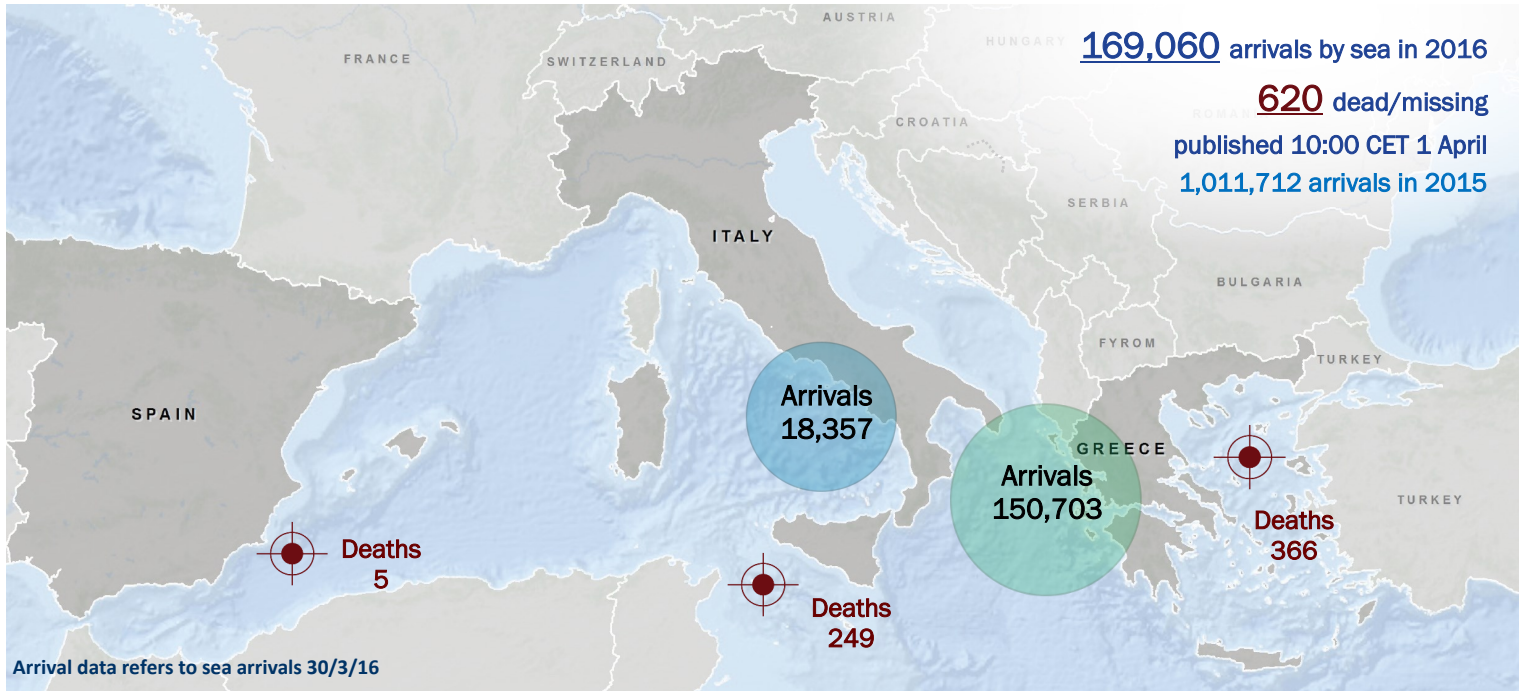 AUSTRIA
HUNGARY
FRANCE
SWITZERLAND
169,060 arrivals by sea in 2016
620 dead/missing
ROMAN
CROATIA
published 10:00 CET 1 April
1,011,712 arrivals in 2015
SERBIA
ITALY
BULGARIA
FYROM
TURKEY
SPAIN
Arrivals
18,357
GREECE
Arrivals
150,703
TURKEY
Deaths
366
Deaths
5
Deaths
249
Arrival data refers to sea arrivals 30/3/16